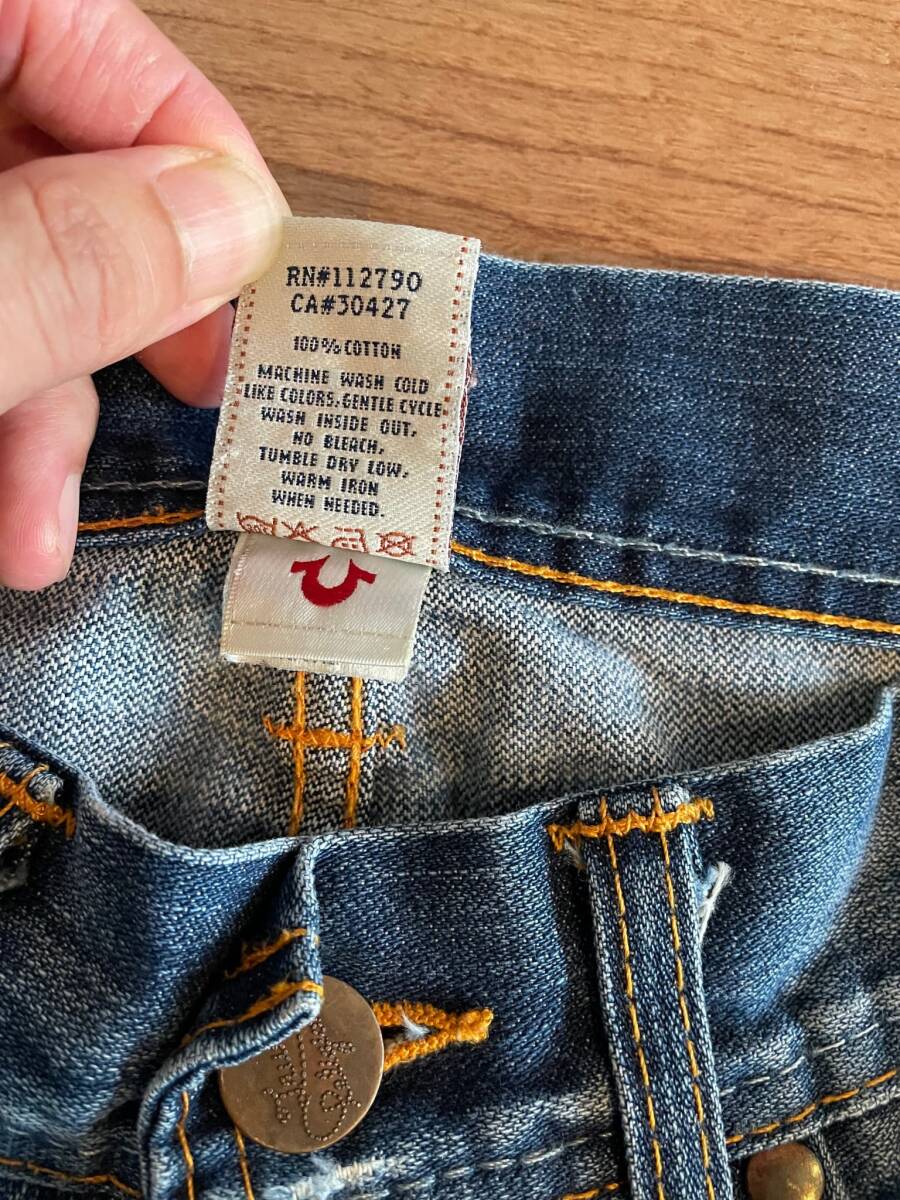 RN#112790
CA#30427
100% COTTON
MACHINE WASH COLD
LIKE COLORS, GENTLE CYCLE
WASH INSIDE OUT,
NO BLEACH,
TUMBLE DRY LOW,
WARM IRON
WHEN NEEDED.